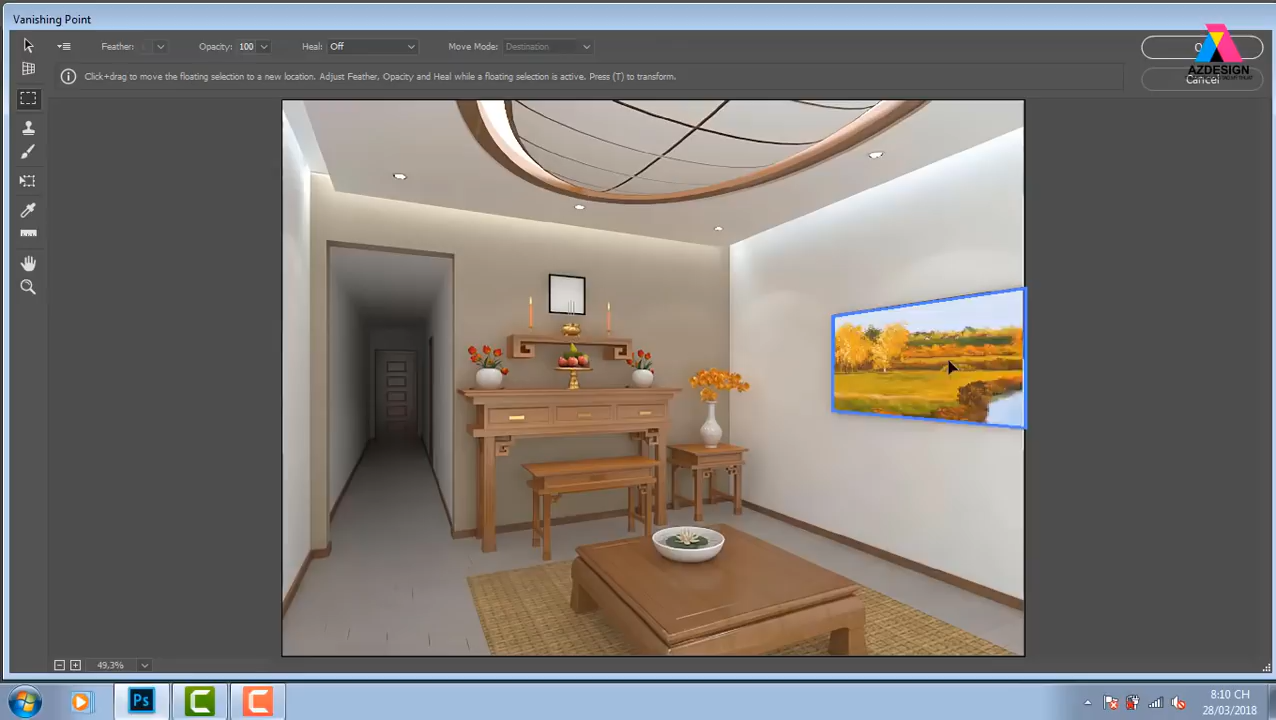 Vanishing Point
Feather:
Opacity: 100
Heal: Off
Move Mode: Destination
Click+drag to move the floating selection to a new location. Adjust Feather, Opacity and Heal while a floating selection is active. Press (T) to transform.
AZDESIGN
Cancel
49,3%
Ps
8:10 CH
28/03/2018